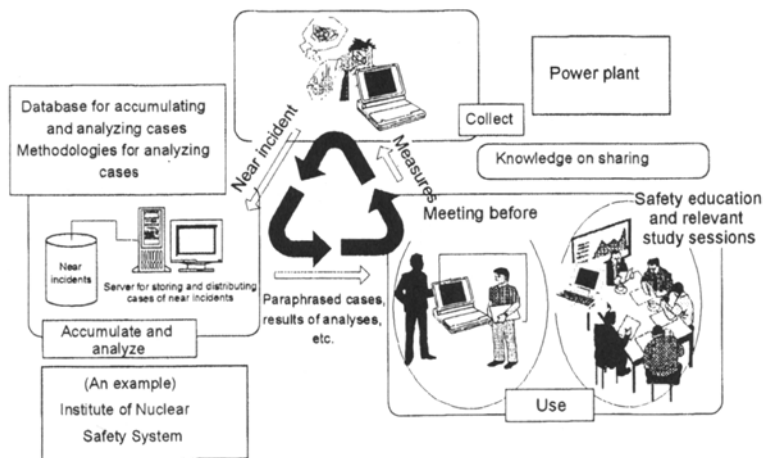 Power plant
Collect
Knowledge on sharing
Database for accumulating
and analyzing cases
Methodologies for analyzing
cases
Near incident
Measures
Near
incidents
Server for storing and distributing
cases of near incidents
Accumulate and
analyze
(An example)
Institute of Nuclear
Safety System
Paraphrased cases,
results of analyses,
etc.
Meeting before
Safety education
and relevant
study sessions
Use